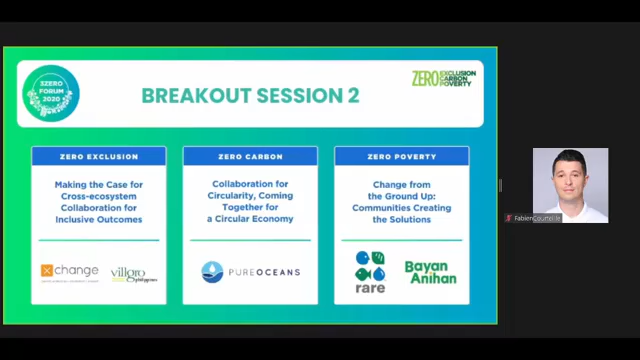 3ZERO
FORUM
2020
BREAKOUT SESSION 2
ZERO EXCLUSION
CARBON
POVERTY
ZERO EXCLUSION
Making the Case for
Cross-ecosystem
Collaboration for
Inclusive Outcomes
xchange
villgro
philippines
ZERO CARBON
Collaboration for
Circularity, Coming
Together for
a Circular Economy
PUREOCEANS
ZERO POVERTY
Change from
the Ground Up:
Communities Creating
the Solutions
rare
Bayan
Anihan